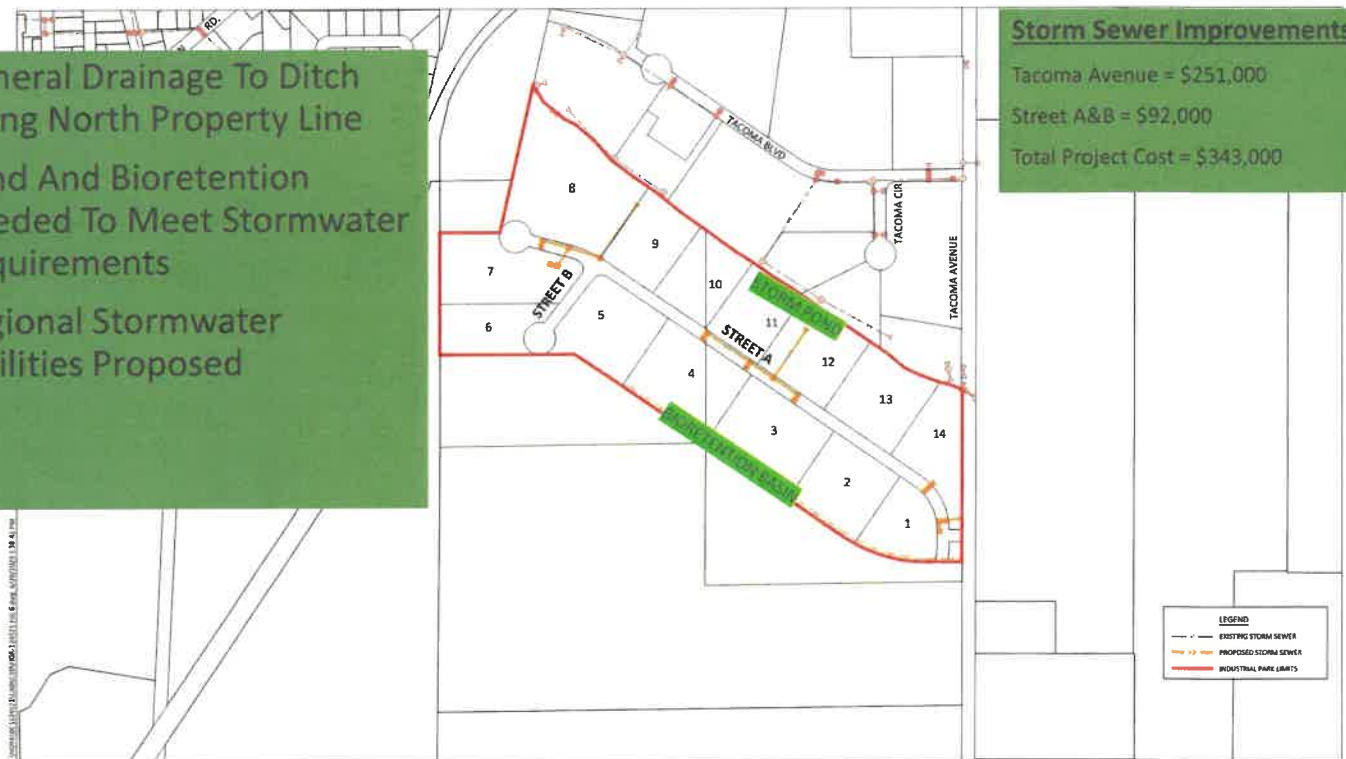 neral Drainage To Ditch
ng North Property Line
nd And Bioretention
eded To Meet Stormwater
quirements
gional Stormwater
ilities Proposed
Storm Sewer Improvements
Tacoma Avenue = $251,000
Street A&B = $92,000
Total Project Cost = $343,000
RD.
TACOMA BLVD
TACOMA CIR
TACOMA AVENUE
8
9
7
10
STORM POND
STREET B
6
5
11
STREET A
12
4
13
3
14
BIORETENTION BASIN
2
1
LEGEND
EXISTING STORM SEWER
PROPOSED STORM SEWER
INDUSTRIAL PARK LIMITS